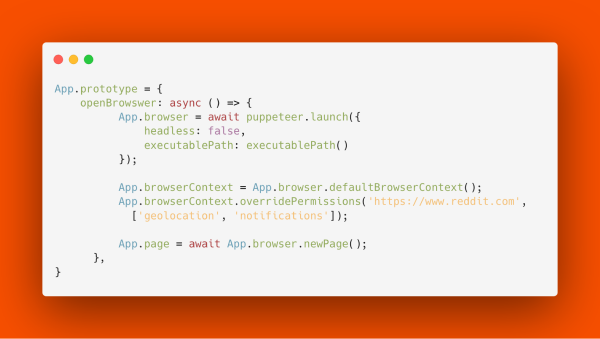 App.prototype = {
openBrowswer: async () => {
App.browser = await puppeteer.launch({
headless: false,
executablePath: executablePath()
});
App.browserContext = App.browser.defaultBrowserContext();
App.browserContext.overridePermissions('https://www.reddit.com',
['geolocation', 'notifications']);
App.page = await App.browser.newPage();
},
}